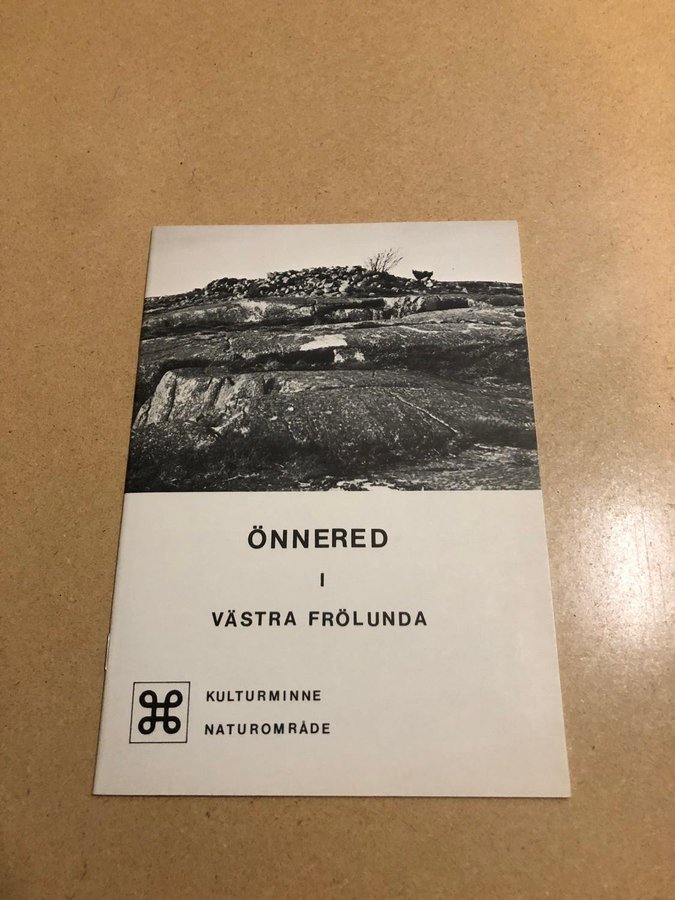 ÖNNERED
I
VÄSTRA FRÖLUNDA
KULTURMINNE
NATUROMRÅDE